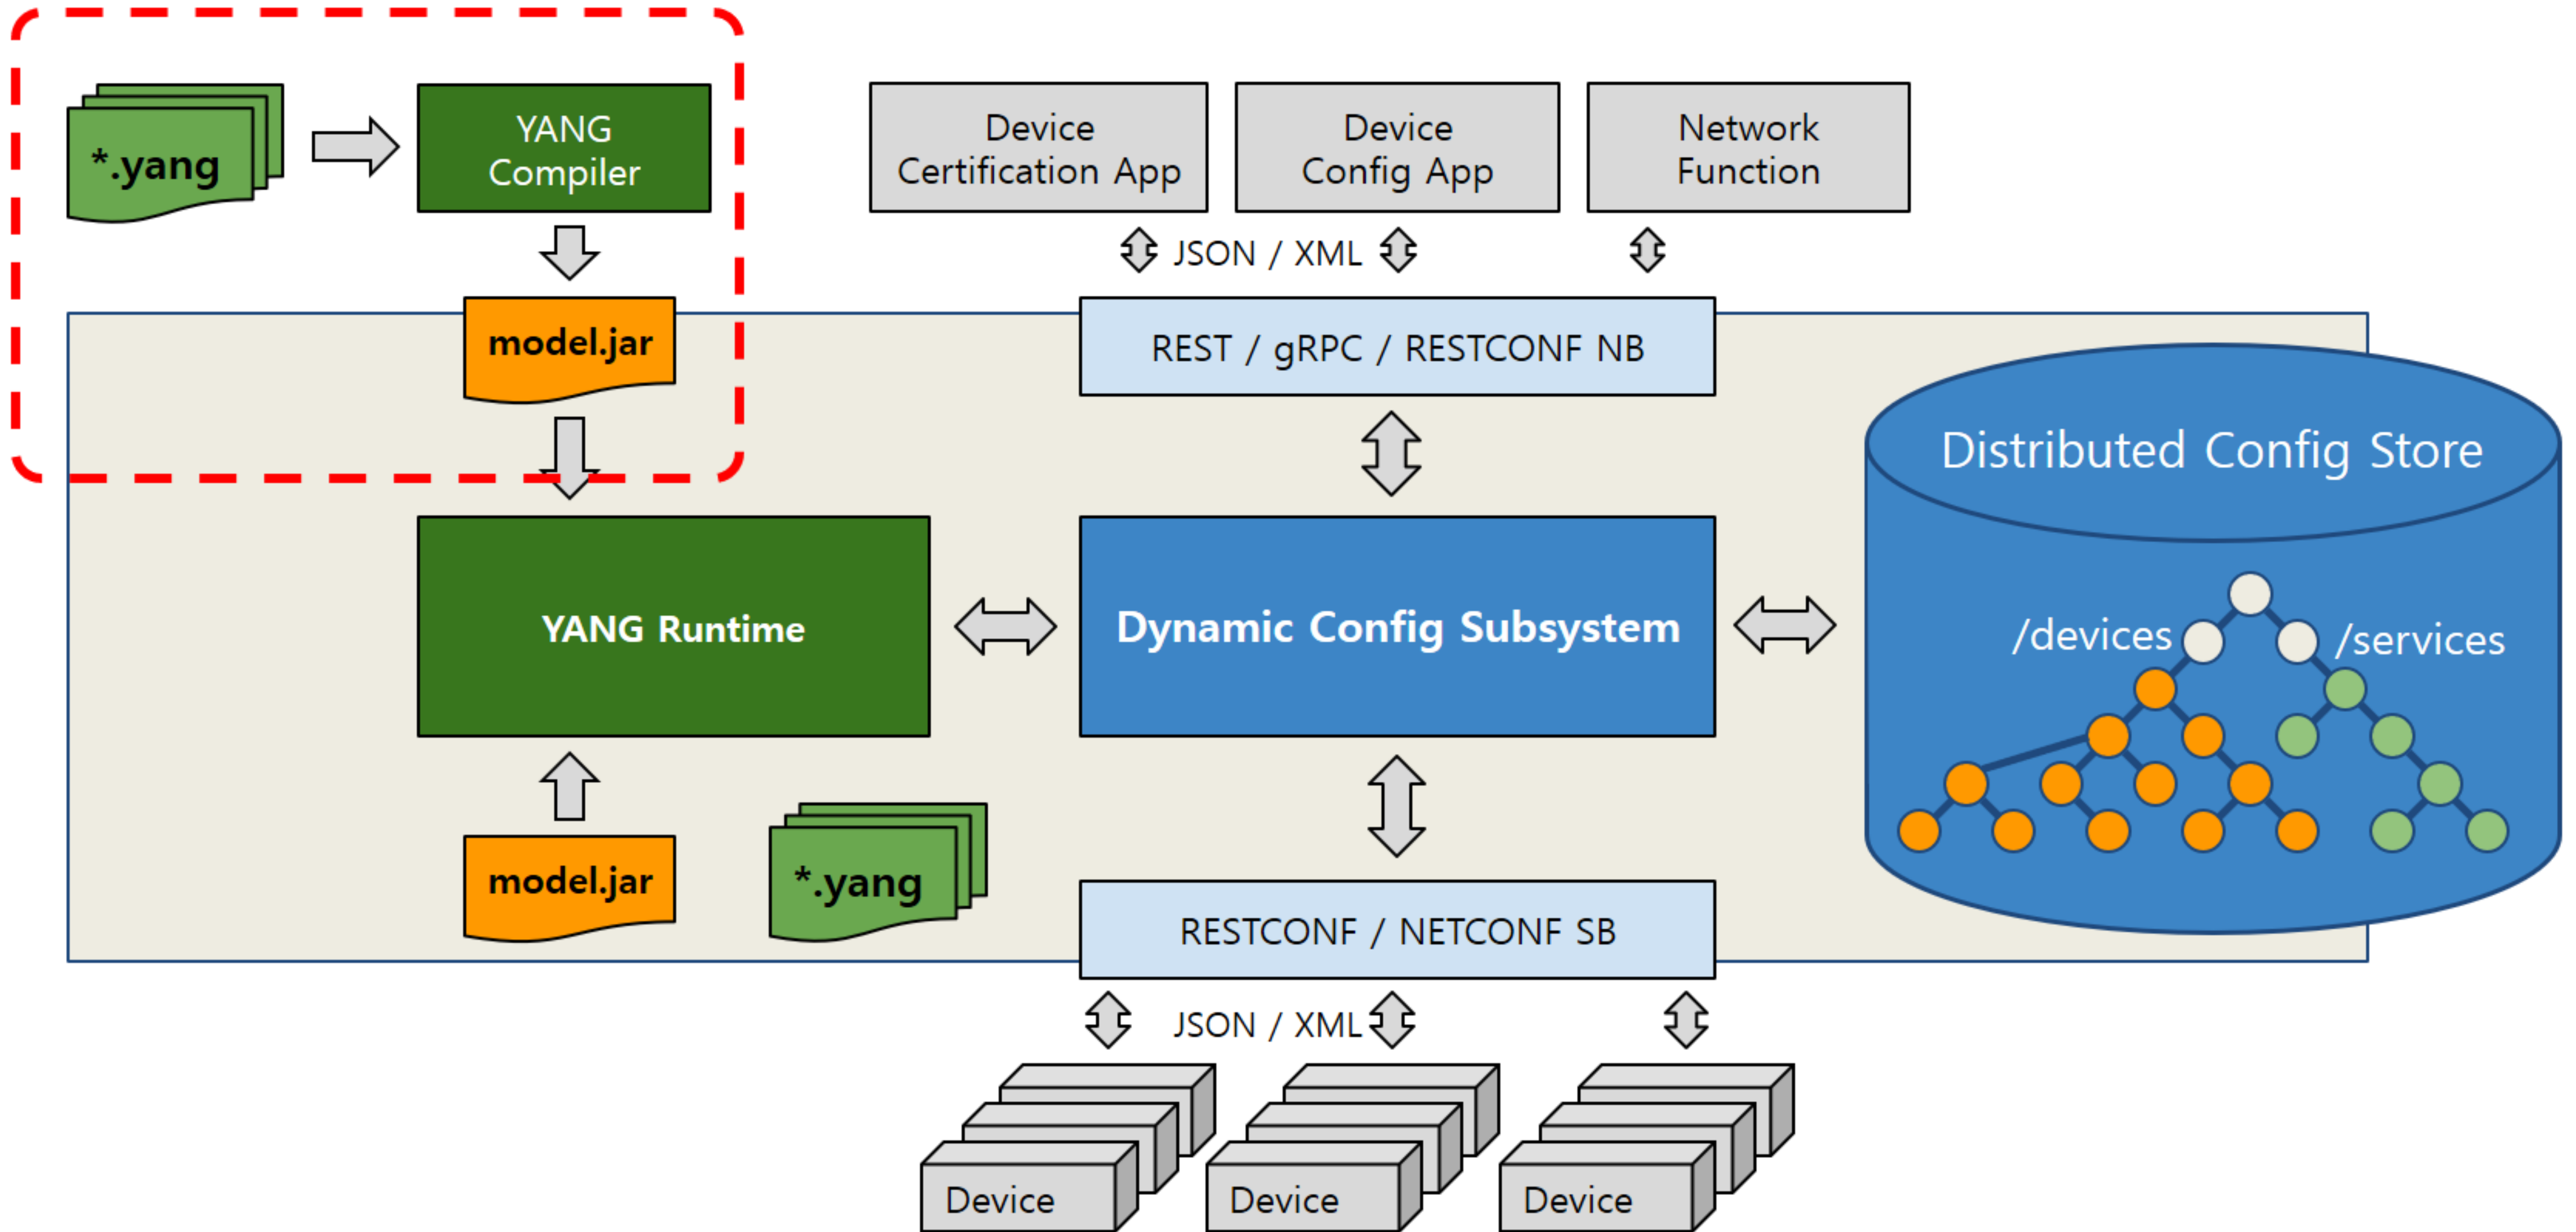 *.yang
YANG
Compiler
Device
Certification App
Device
Config App
Network
Function
JSON / XML
model.jar
REST / gRPC / RESTCONF NB
Distributed Config Store
YANG Runtime
Dynamic Config Subsystem
/devices
/services
model.jar
*.yang
RESTCONF / NETCONF SB
JSON / XML
Device
Device
Device